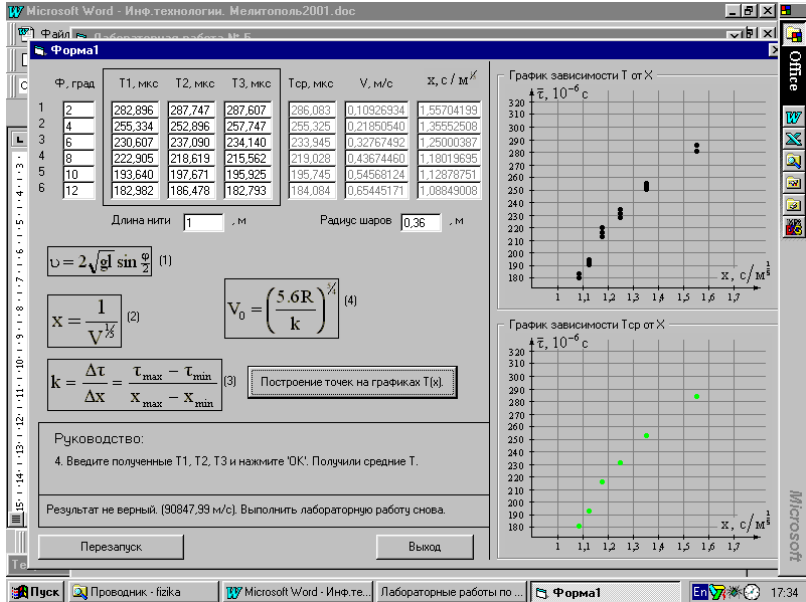 Microsoft Word - Инф.технологии. Мелитополь2001.doc
Файл
Лабораторная работа № 5
Форма1
Ф, град T1, мкс T2, мкс T3, мкс Tср, мкс V, м/с х, с / м^⅕
1 2 282,896 287,747 287,607 286,083 0,10926934 1,55704199
2 4 255,334 252,896 257,747 255,325 0,21850540 1,35552508
3 6 230,607 237,090 234,140 233,945 0,32767492 1,25000387
4 8 222,905 218,619 215,562 219,028 0,43674460 1,18019695
5 10 193,640 197,671 195,925 195,745 0,54568124 1,12878751
6 12 182,982 186,478 182,793 184,084 0,65445171 1,08849008
Длина нити 1 , м Радиус шаров 0,36 , м
υ = 2√gl sin φ/2 (1)
x = 1/V^⅕ (2)
V₀ = (5.6R/k)^⁵⁄₄ (4)
k = Δτ/Δx = (τmax − τmin)/(xmax − xmin) (3)
Построение точек на графиках T(x).
Руководство:
4. Введите полученные T1, T2, T3 и нажмите 'OK'. Получили средние T.
Результат не верный. (90847,99 м/с). Выполнить лабораторную работу снова.
Перезапуск
Выход
График зависимости T от X
τ̅, 10⁻⁶ с
320
310
300
290
280
270
260
250
240
230
220
210
200
190
180
x, с/м^⅕
1 1,1 1,2 1,3 1,4 1,5 1,6 1,7
График зависимости Тср от X
τ̅, 10⁻⁶ с
320
310
300
290
280
270
260
250
240
230
220
210
200
190
180
x, с/м^⅕
1 1,1 1,2 1,3 1,4 1,5 1,6 1,7
Office
Microsoft
Пуск
Проводник - fizika
Microsoft Word - Инф.те...
Лабораторные работы по ...
Форма1
En
17:34